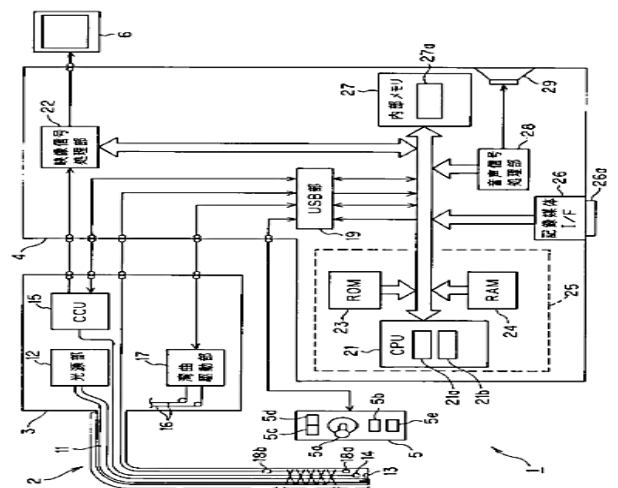 6
22
映像信号
処理部
27
27a
内部メモリ
29
28
音声信号
処理部
26
26a
記録媒体
I/F
USB部
19
4
ROM
23
RAM
24
25
21
CPU
21a
21b
15
CCU
12
光源部
17
湾曲
駆動部
16
3
11
2
18b
18a
14
13
5d
5c
5a
5b
5e
5
1